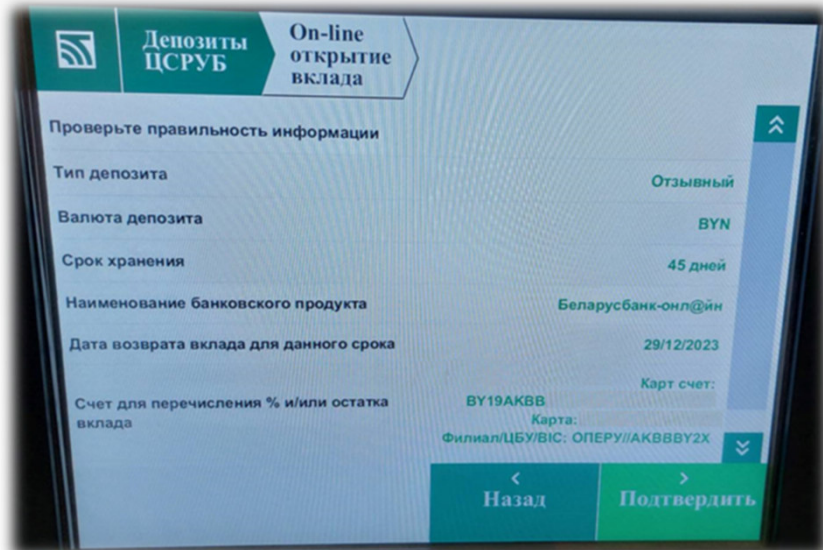 Депозиты
ЦСРУБ
On-line
открытие
вклада
Проверьте правильность информации
Тип депозита
Отзывный
Валюта депозита
BYN
Срок хранения
45 дней
Наименование банковского продукта
Беларусбанк-онл@йн
Дата возврата вклада для данного срока
29/12/2023
Счет для перечисления % и/или остатка
вклада
Карт счет:
BY19AKBB
Карта:
Филиал/ЦБУ/BIC: ОПЕРУ//AKBBBY2X
<
Назад
>
Подтвердить